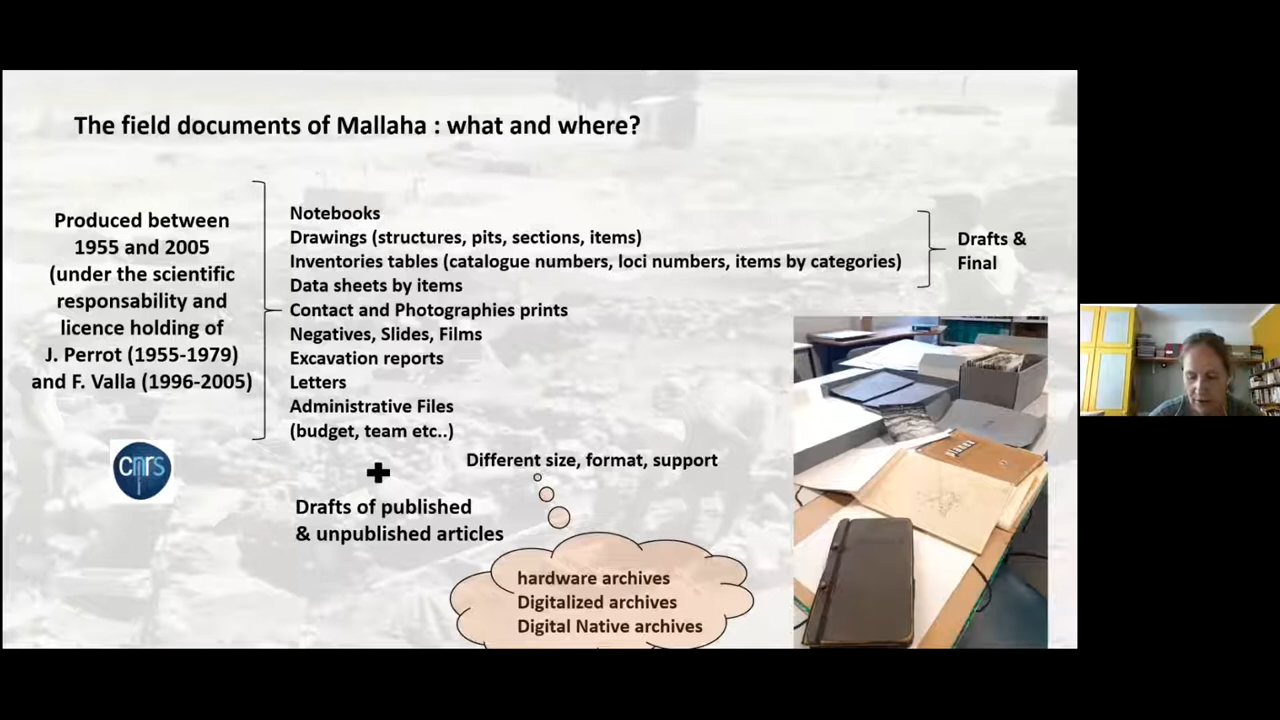 The field documents of Mallaha : what and where?
Produced between
1955 and 2005
(under the scientific
responsability and
licence holding of
J. Perrot (1955-1979)
and F. Valla (1996-2005)
cnrs
Notebooks
Drawings (structures, pits, sections, items)
Inventories tables (catalogue numbers, loci numbers, items by categories)
Data sheets by items
Contact and Photographies prints
Negatives, Slides, Films
Excavation reports
Letters
Administrative Files
(budget, team etc..)
Drafts &
Final
Different size, format, support
Drafts of published
& unpublished articles
hardware archives
Digitalized archives
Digital Native archives